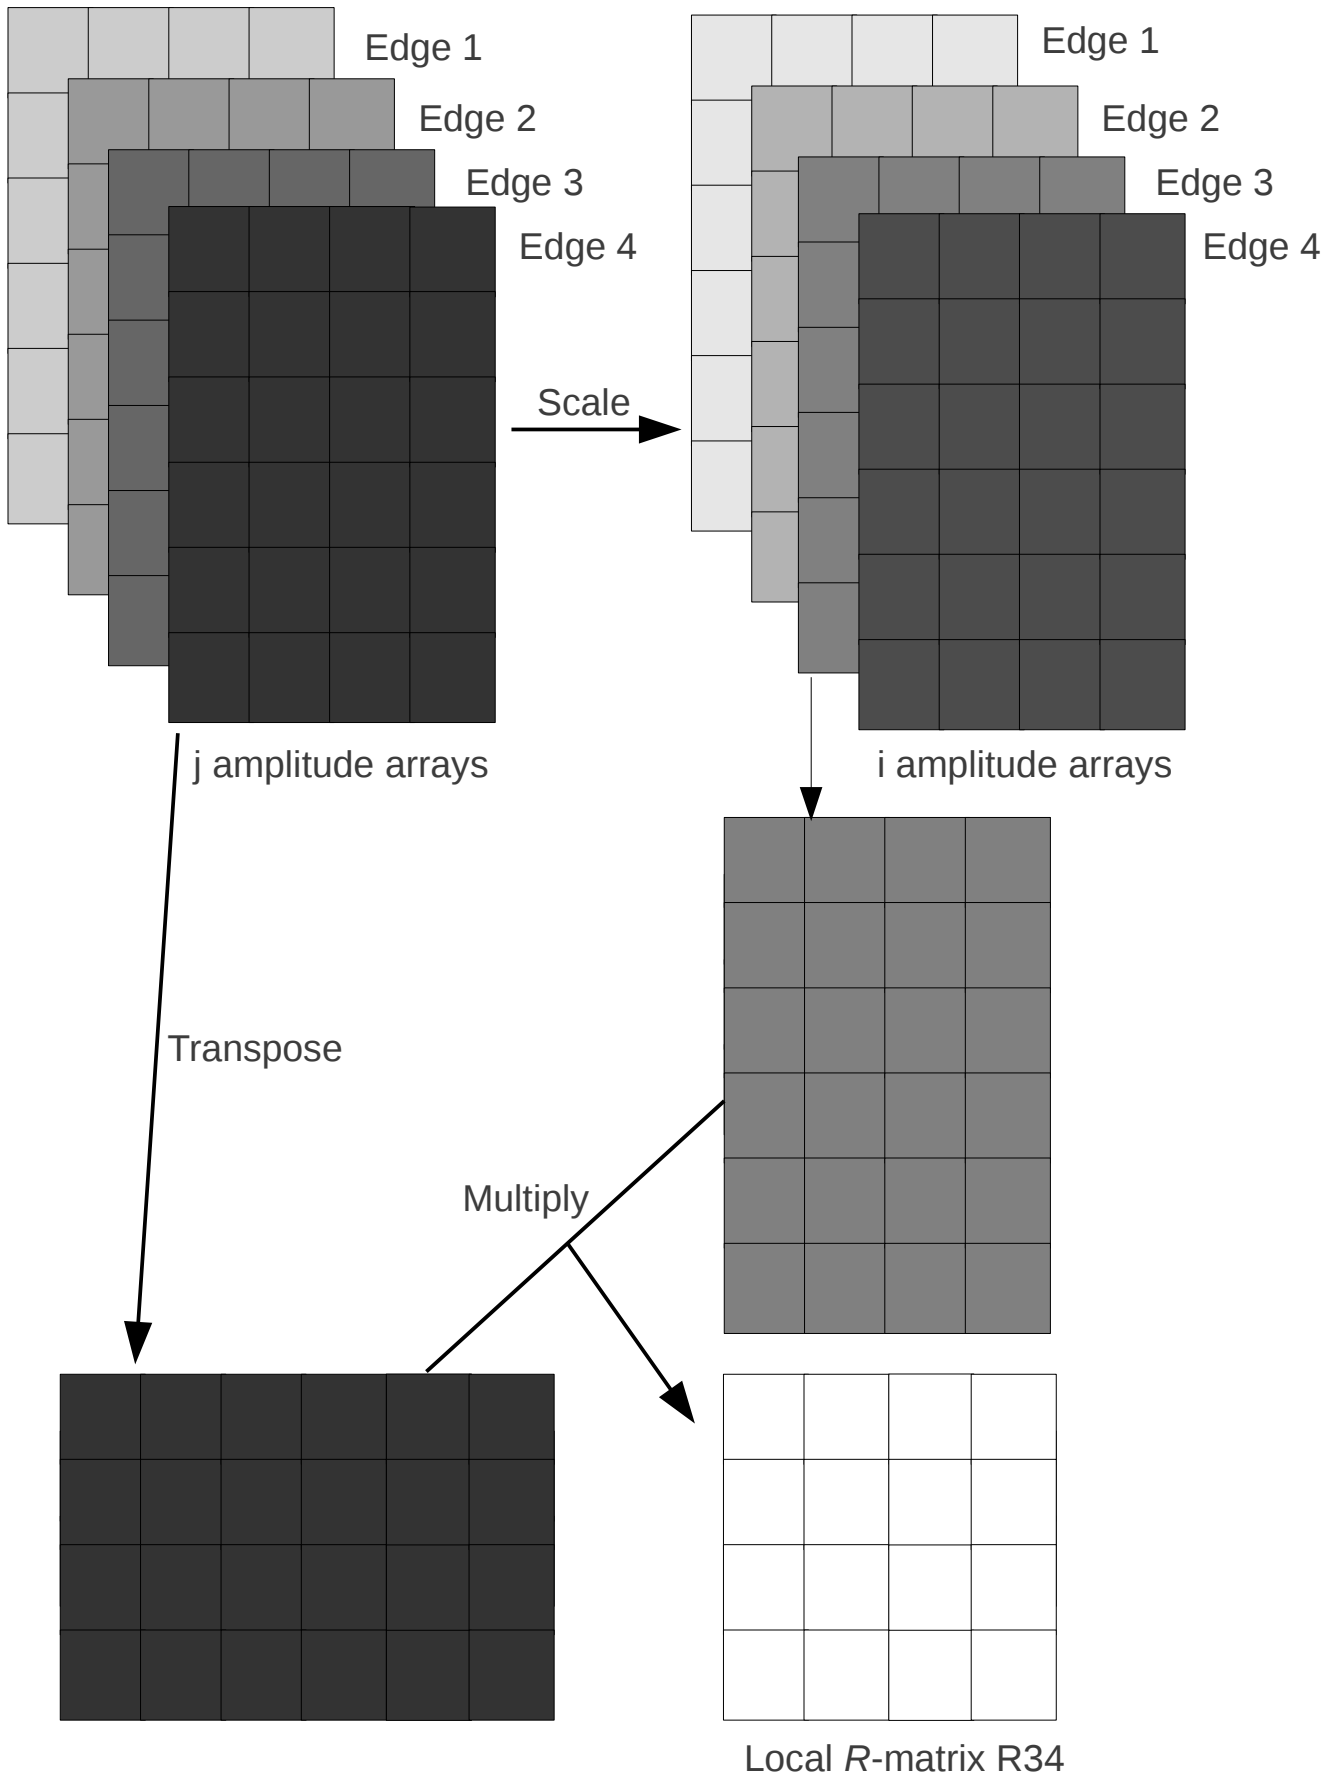 Edge 1
Edge 2
Edge 3
Edge 4
Edge 1
Edge 2
Edge 3
Edge 4
Scale
j amplitude arrays
i amplitude arrays
Transpose
Multiply
Local R-matrix R34